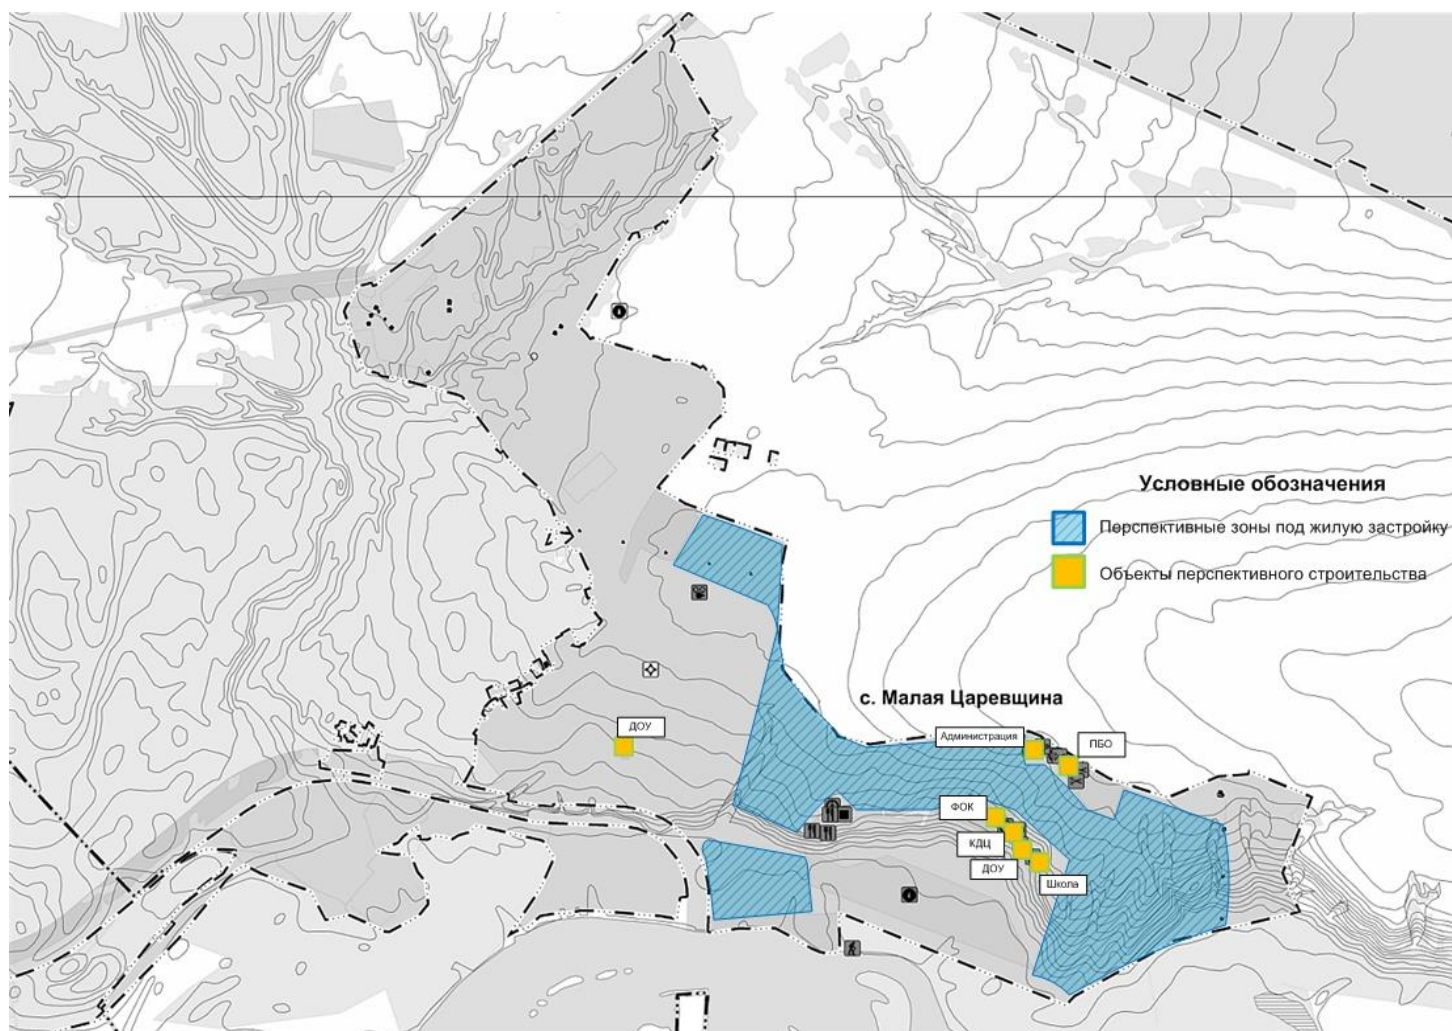 Условные обозначения
Перспективные зоны под жилую застройку
Объекты перспективного строительства
с. Малая Царевщина
ДОУ
Администрация
ПБО
ФОК
КДЦ
ДОУ
Школа